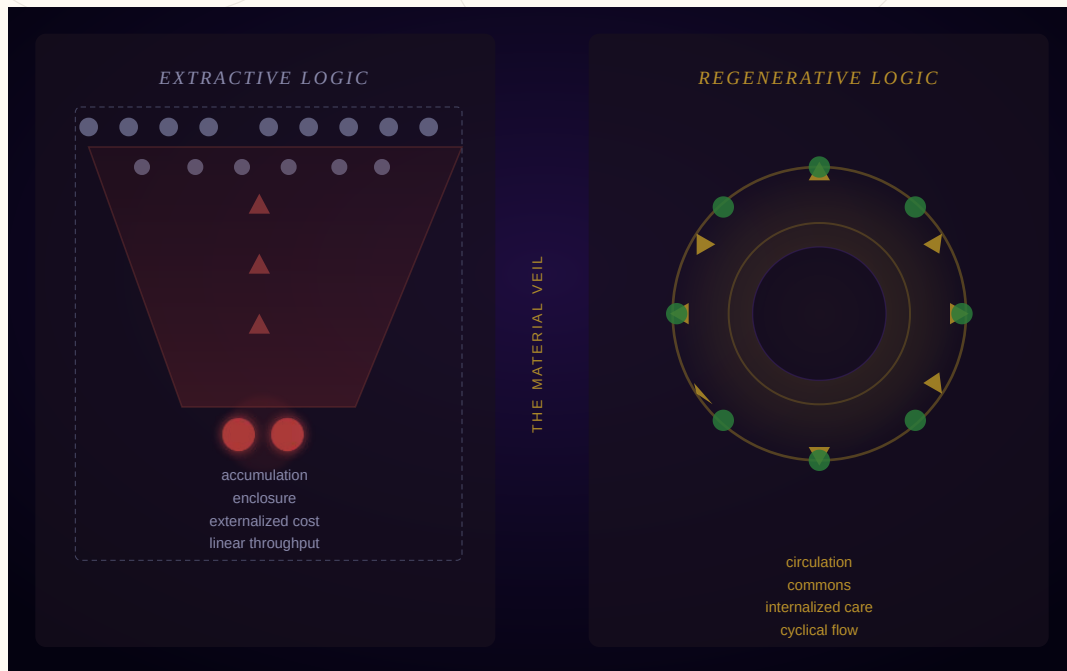 EXTRACTIVE LOGIC
accumulation
enclosure
externalized cost
linear throughput
THE MATERIAL VEIL
REGENERATIVE LOGIC
circulation
commons
internalized care
cyclical flow